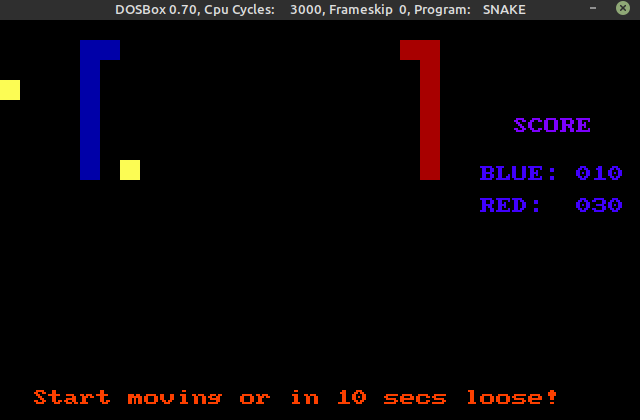 DOSBox 0.70, Cpu Cycles: 3000, Frameskip 0, Program: SNAKE
SCORE
BLUE: 010
RED: 030
Start moving or in 10 secs loose!